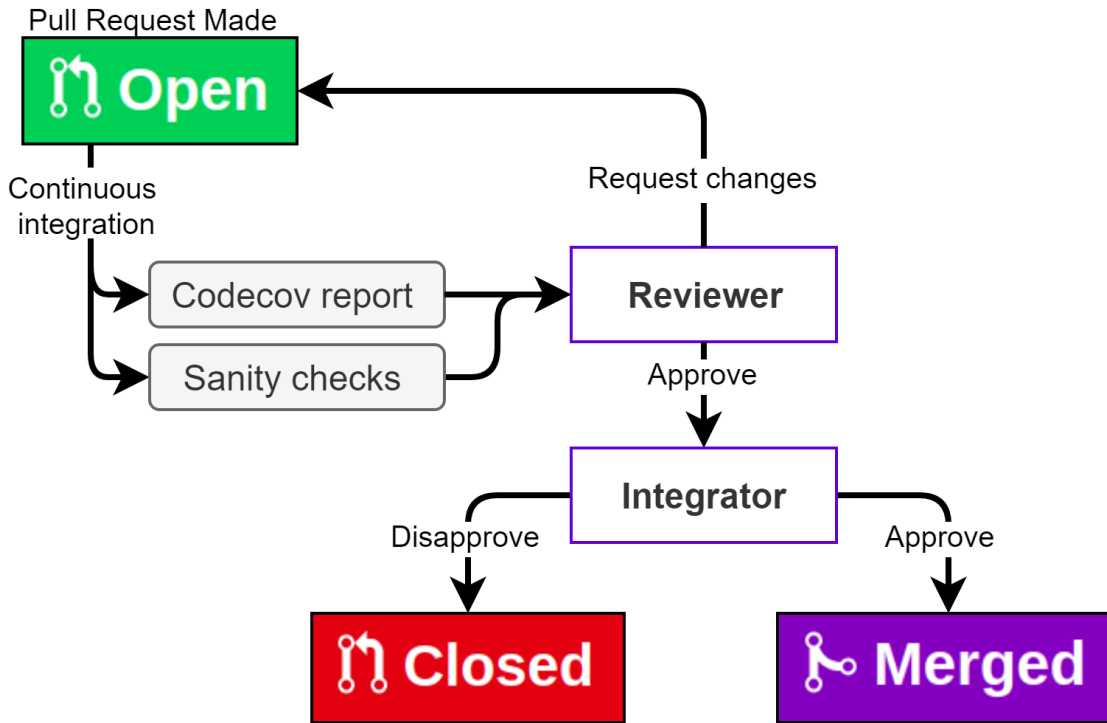 Pull Request Made
Open
Continuous
integration
Request changes
Codecov report
Reviewer
Sanity checks
Approve
Integrator
Disapprove
Approve
Closed
Merged